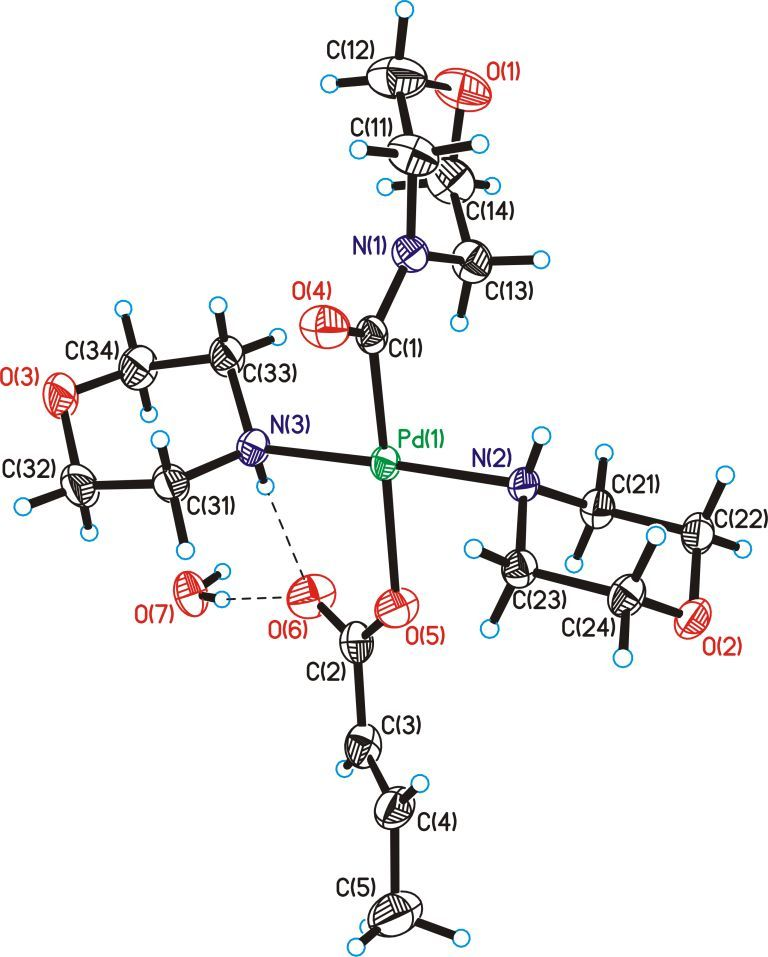 C(12)
O(1)
C(11)
C(14)
N(1)
C(13)
O(4)
C(1)
C(34)
C(33)
O(3)
N(3)
Pd(1)
N(2)
C(32)
C(31)
C(21)
C(22)
O(7)
O(6)
O(5)
C(23)
C(24)
O(2)
C(2)
C(3)
C(4)
C(5)